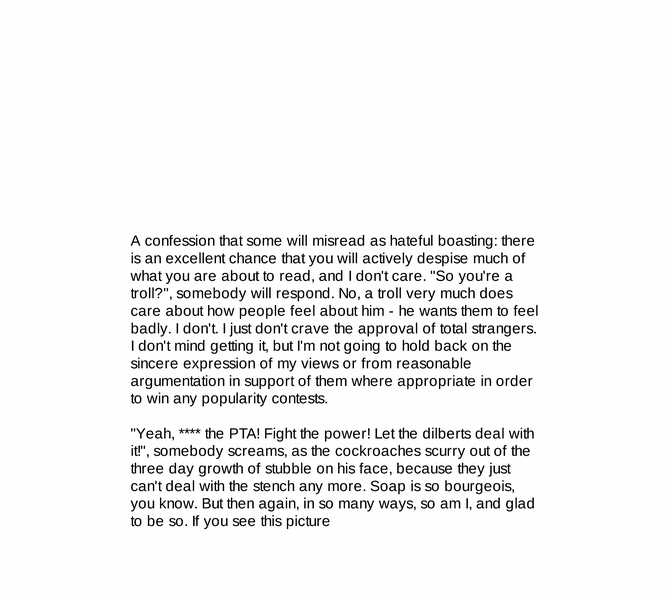 A confession that some will misread as hateful boasting: there
is an excellent chance that you will actively despise much of
what you are about to read, and I don't care. "So you're a
troll?", somebody will respond. No, a troll very much does
care about how people feel about him - he wants them to feel
badly. I don't. I just don't crave the approval of total strangers.
I don't mind getting it, but I'm not going to hold back on the
sincere expression of my views or from reasonable
argumentation in support of them where appropriate in order
to win any popularity contests.

"Yeah, **** the PTA! Fight the power! Let the dilberts deal with
it!", somebody screams, as the cockroaches scurry out of the
three day growth of stubble on his face, because they just
can't deal with the stench any more. Soap is so bourgeois,
you know. But then again, in so many ways, so am I, and glad
to be so. If you see this picture